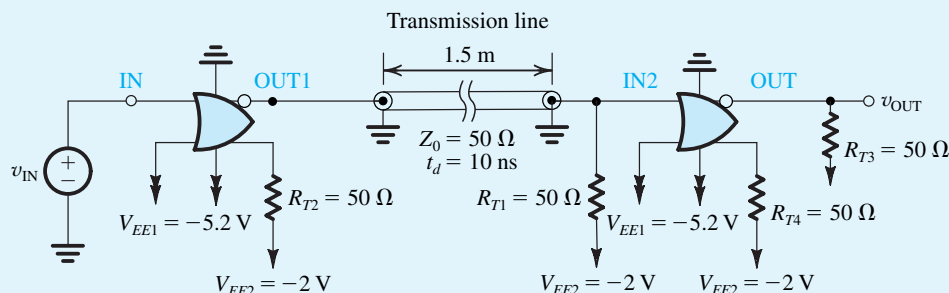 Transmission line
1.5 m
IN
OUT1
IN2
OUT
v_IN
+
−
v_OUT
Z_0 = 50 Ω
t_d = 10 ns
R_T3 = 50 Ω
R_T2 = 50 Ω
R_T1 = 50 Ω
R_T4 = 50 Ω
V_EE1 = −5.2 V
V_EE1 = −5.2 V
V_EE2 = −2 V
V_EE2 = −2 V
V_EE2 = −2 V